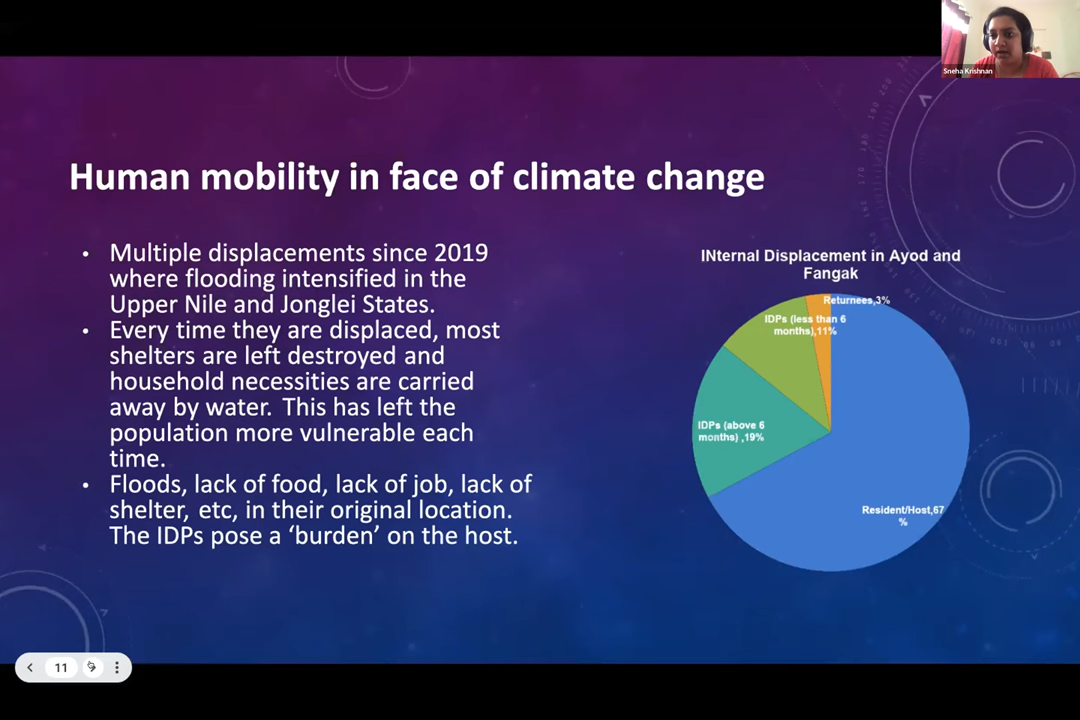 Sneha Krishnan
Human mobility in face of climate change
• Multiple displacements since 2019
where flooding intensified in the
Upper Nile and Jonglei States.
• Every time they are displaced, most
shelters are left destroyed and
household necessities are carried
away by water. This has left the
population more vulnerable each
time.
• Floods, lack of food, lack of job, lack of
shelter, etc, in their original location.
The IDPs pose a ‘burden’ on the host.
INternal Displacement in Ayod and
Fangak
Returnees,3%
IDPs (less than 6
months),11%
IDPs (above 6
months) ,19%
Resident/Host,67
%
11